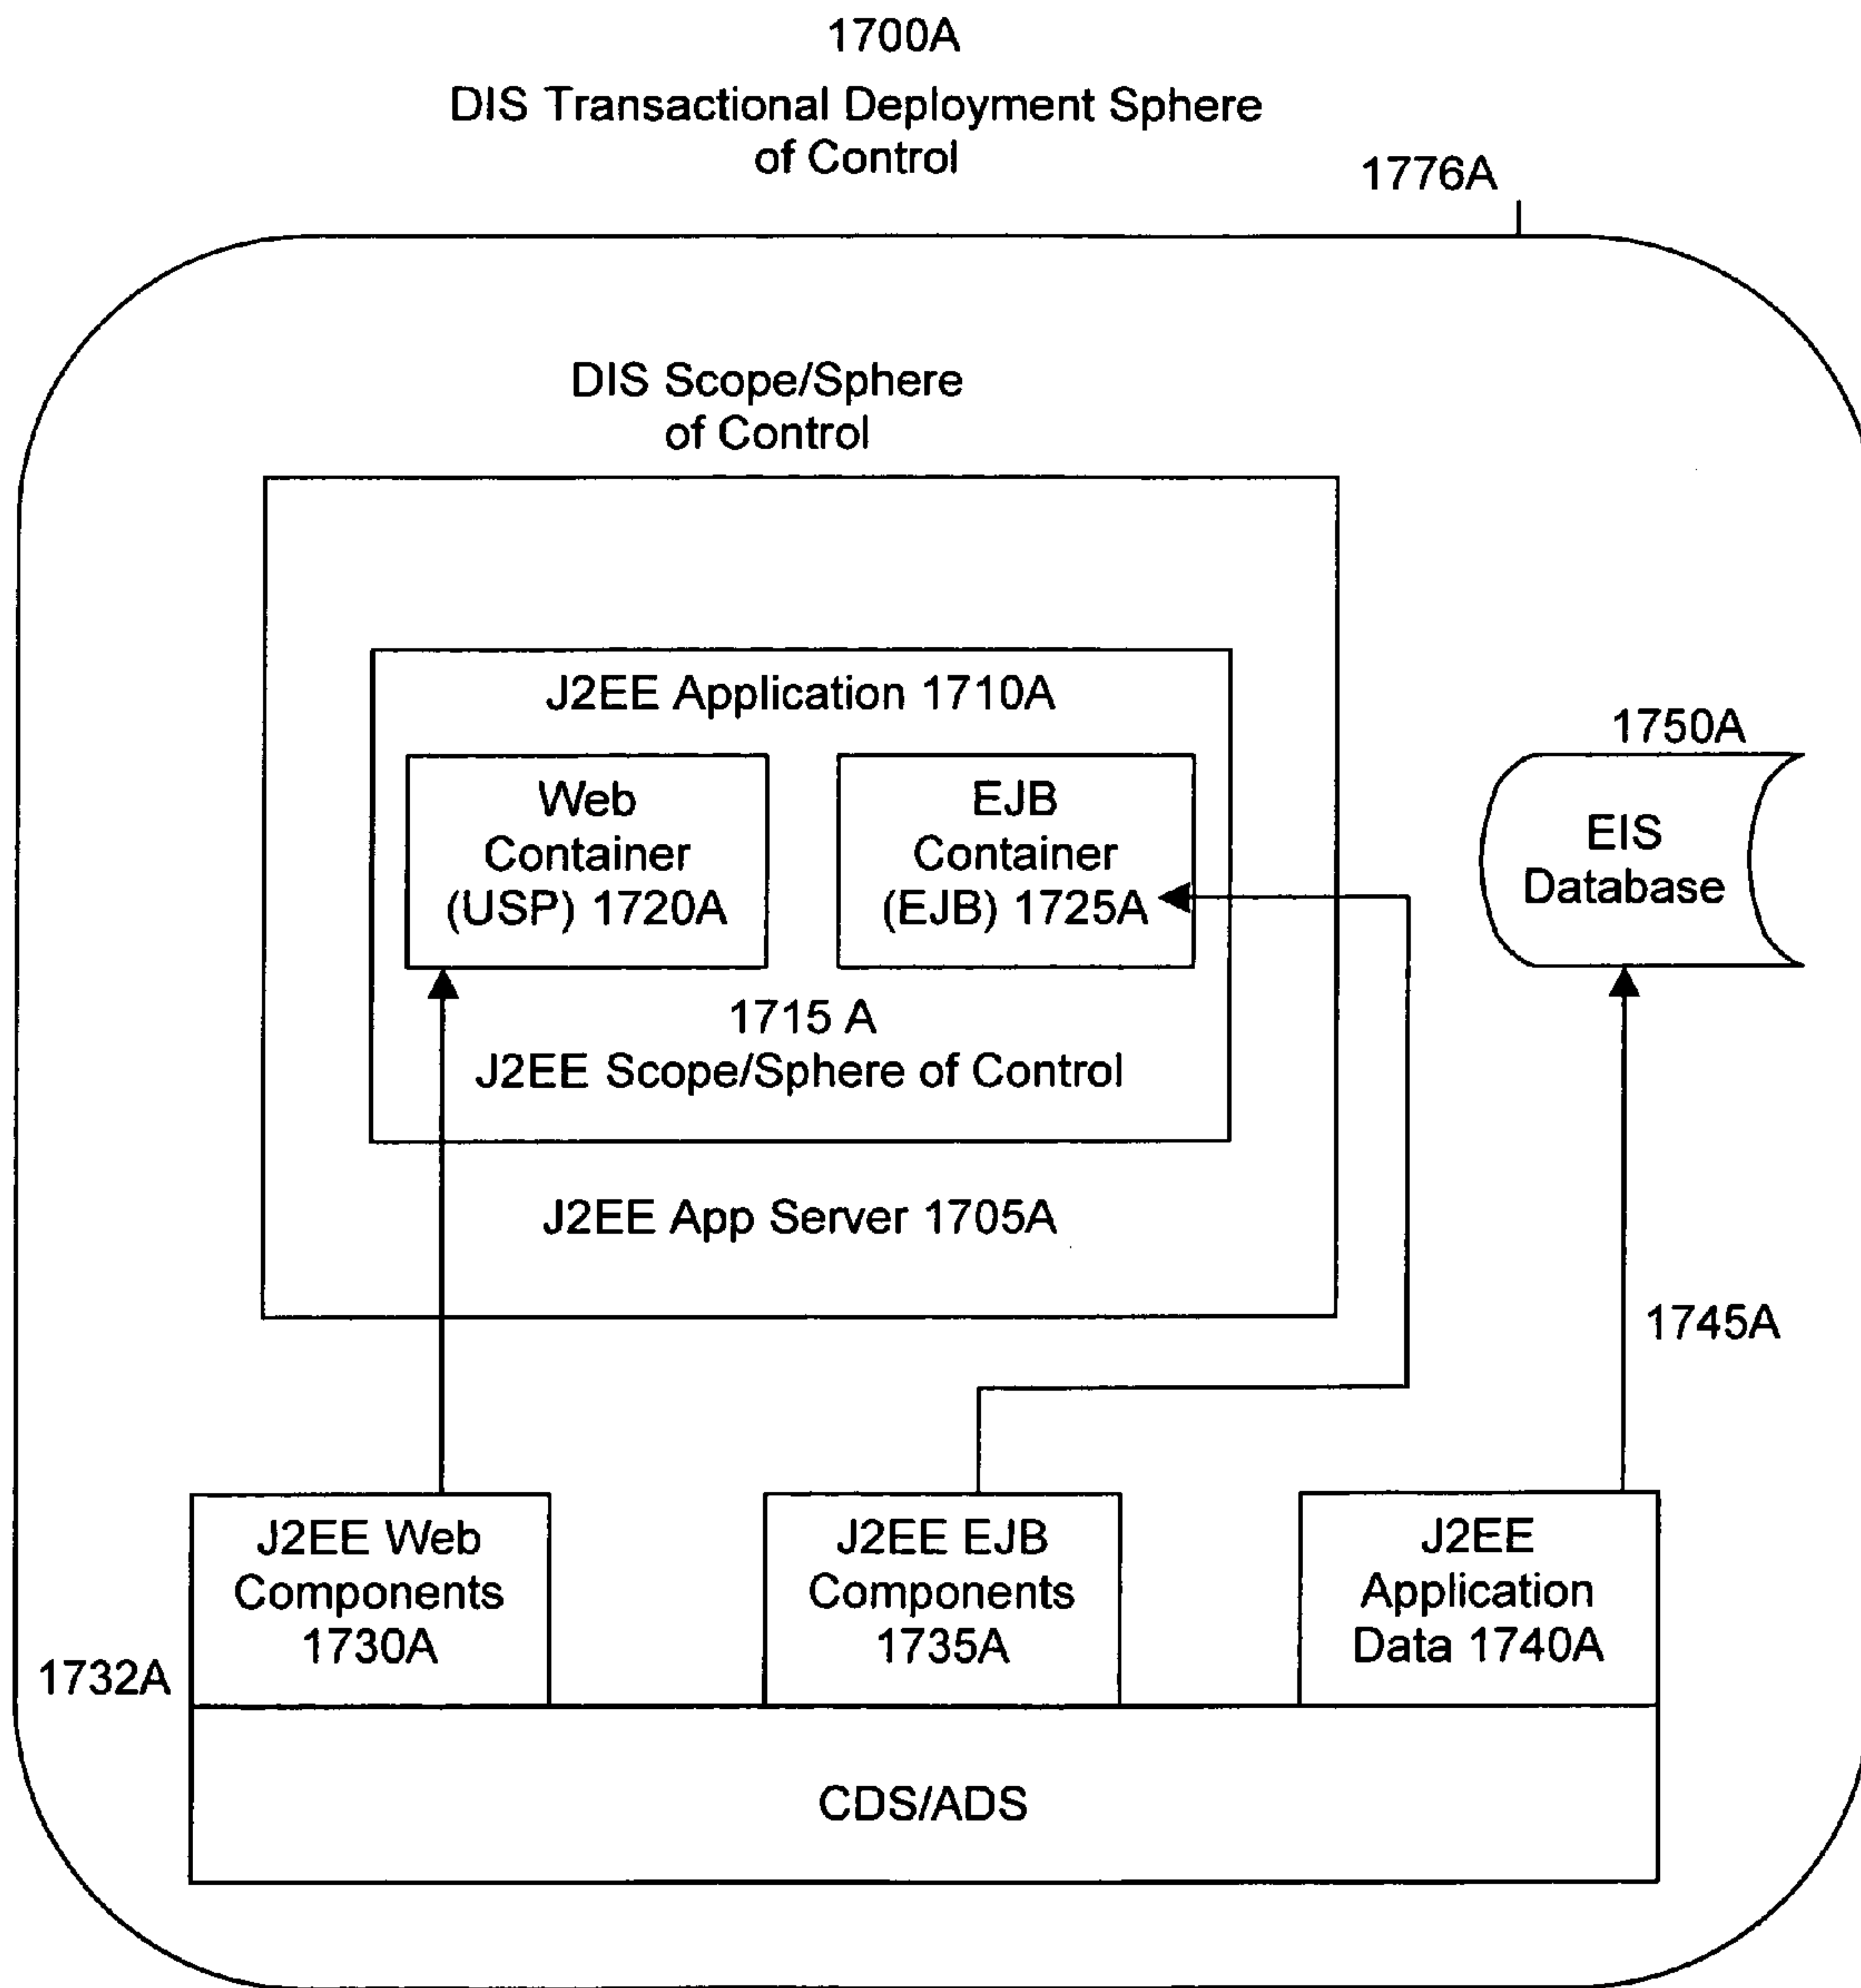 1700A
DIS Transactional Deployment Sphere
of Control
1776A
DIS Scope/Sphere
of Control
J2EE Application 1710A
Web
Container
(USP) 1720A
EJB
Container
(EJB) 1725A
1715 A
J2EE Scope/Sphere of Control
J2EE App Server 1705A
1750A
EIS
Database
1745A
J2EE Web
Components
1730A
J2EE EJB
Components
1735A
J2EE
Application
Data 1740A
1732A
CDS/ADS